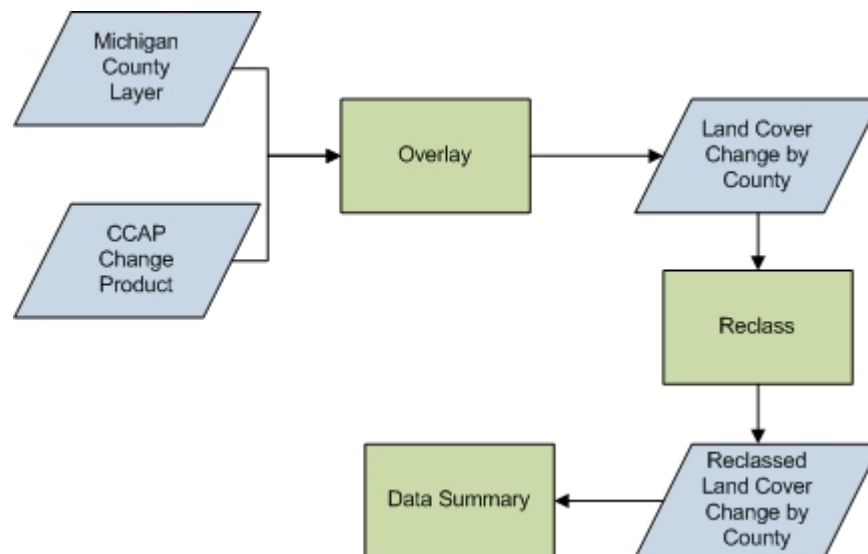 Michigan
County
Layer
Overlay
Land Cover
Change by
County
CCAP
Change
Product
Reclass
Data Summary
Reclassed
Land Cover
Change by
County